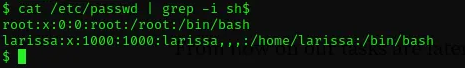 $ cat /etc/passwd | grep -i sh$
root:x:0:0:root:/root:/bin/bash
larissa:x:1000:1000:larissa,,,:/home/larissa:/bin/bash
$